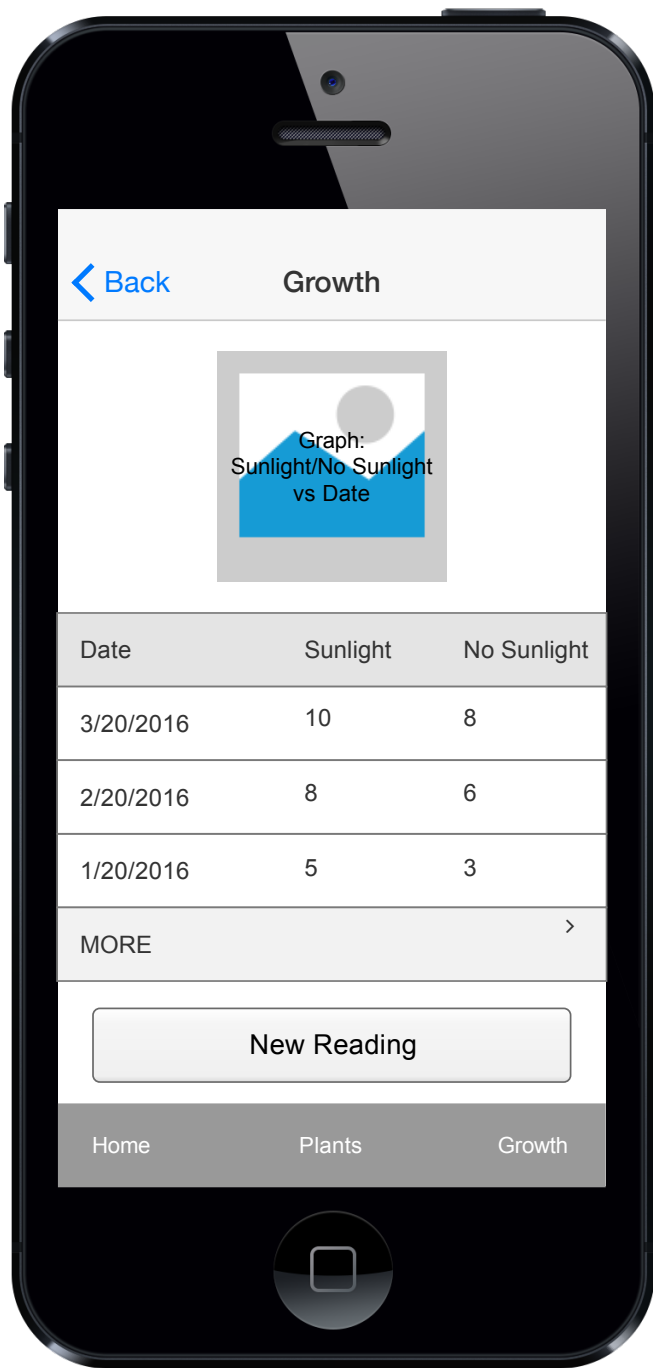 Back Growth
Graph:
Sunlight/No Sunlight
vs Date
Date Sunlight No Sunlight
3/20/2016 10 8
2/20/2016 8 6
1/20/2016 5 3
MORE
New Reading
Home Plants Growth